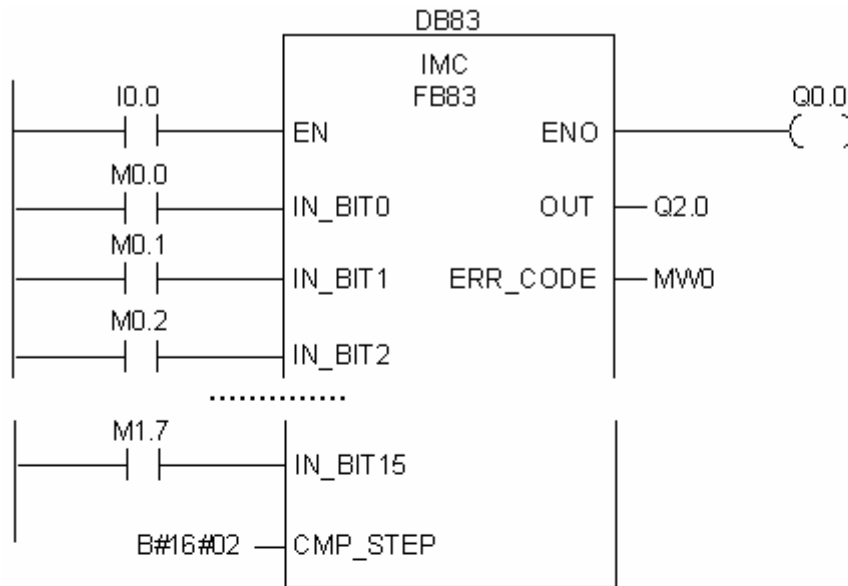 DB83
IMC
FB83
I0.0
EN
ENO
Q0.0
M0.0
IN_BIT0
OUT
Q2.0
M0.1
IN_BIT1
ERR_CODE
MW0
M0.2
IN_BIT2
M1.7
IN_BIT15
B#16#02
CMP_STEP